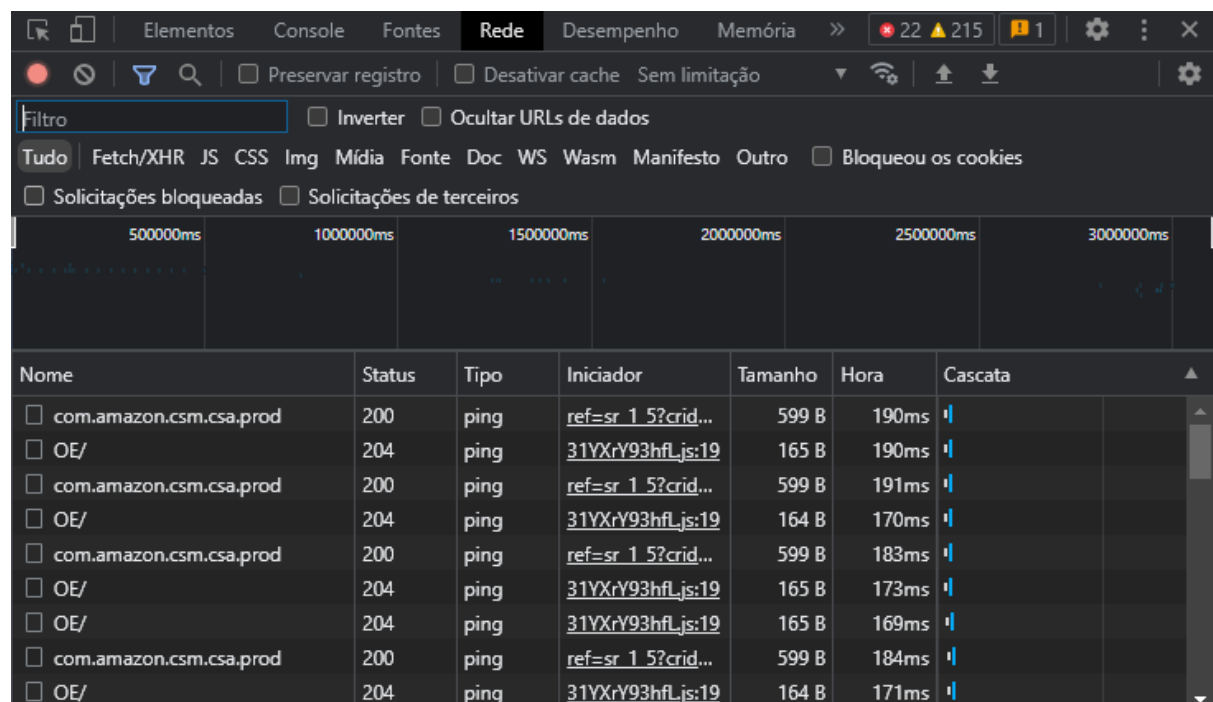 Elementos Console Fontes Rede Desempenho Memória » 22 215 1
Preservar registro Desativar cache Sem limitação
Filtro Inverter Ocultar URLs de dados
Tudo Fetch/XHR JS CSS Img Mídia Fonte Doc WS Wasm Manifesto Outro Bloqueou os cookies
Solicitações bloqueadas Solicitações de terceiros
500000ms 1000000ms 1500000ms 2000000ms 2500000ms 3000000ms
Nome Status Tipo Iniciador Tamanho Hora Cascata
com.amazon.csm.csa.prod 200 ping ref=sr_1_5?crid... 599 B 190ms
OE/ 204 ping 31YXrY93hfL.js:19 165 B 190ms
com.amazon.csm.csa.prod 200 ping ref=sr_1_5?crid... 599 B 191ms
OE/ 204 ping 31YXrY93hfL.js:19 164 B 170ms
com.amazon.csm.csa.prod 200 ping ref=sr_1_5?crid... 599 B 183ms
OE/ 204 ping 31YXrY93hfL.js:19 165 B 173ms
OE/ 204 ping 31YXrY93hfL.js:19 165 B 169ms
com.amazon.csm.csa.prod 200 ping ref=sr_1_5?crid... 599 B 184ms
OE/ 204 ping 31YXrY93hfL.js:19 164 B 171ms